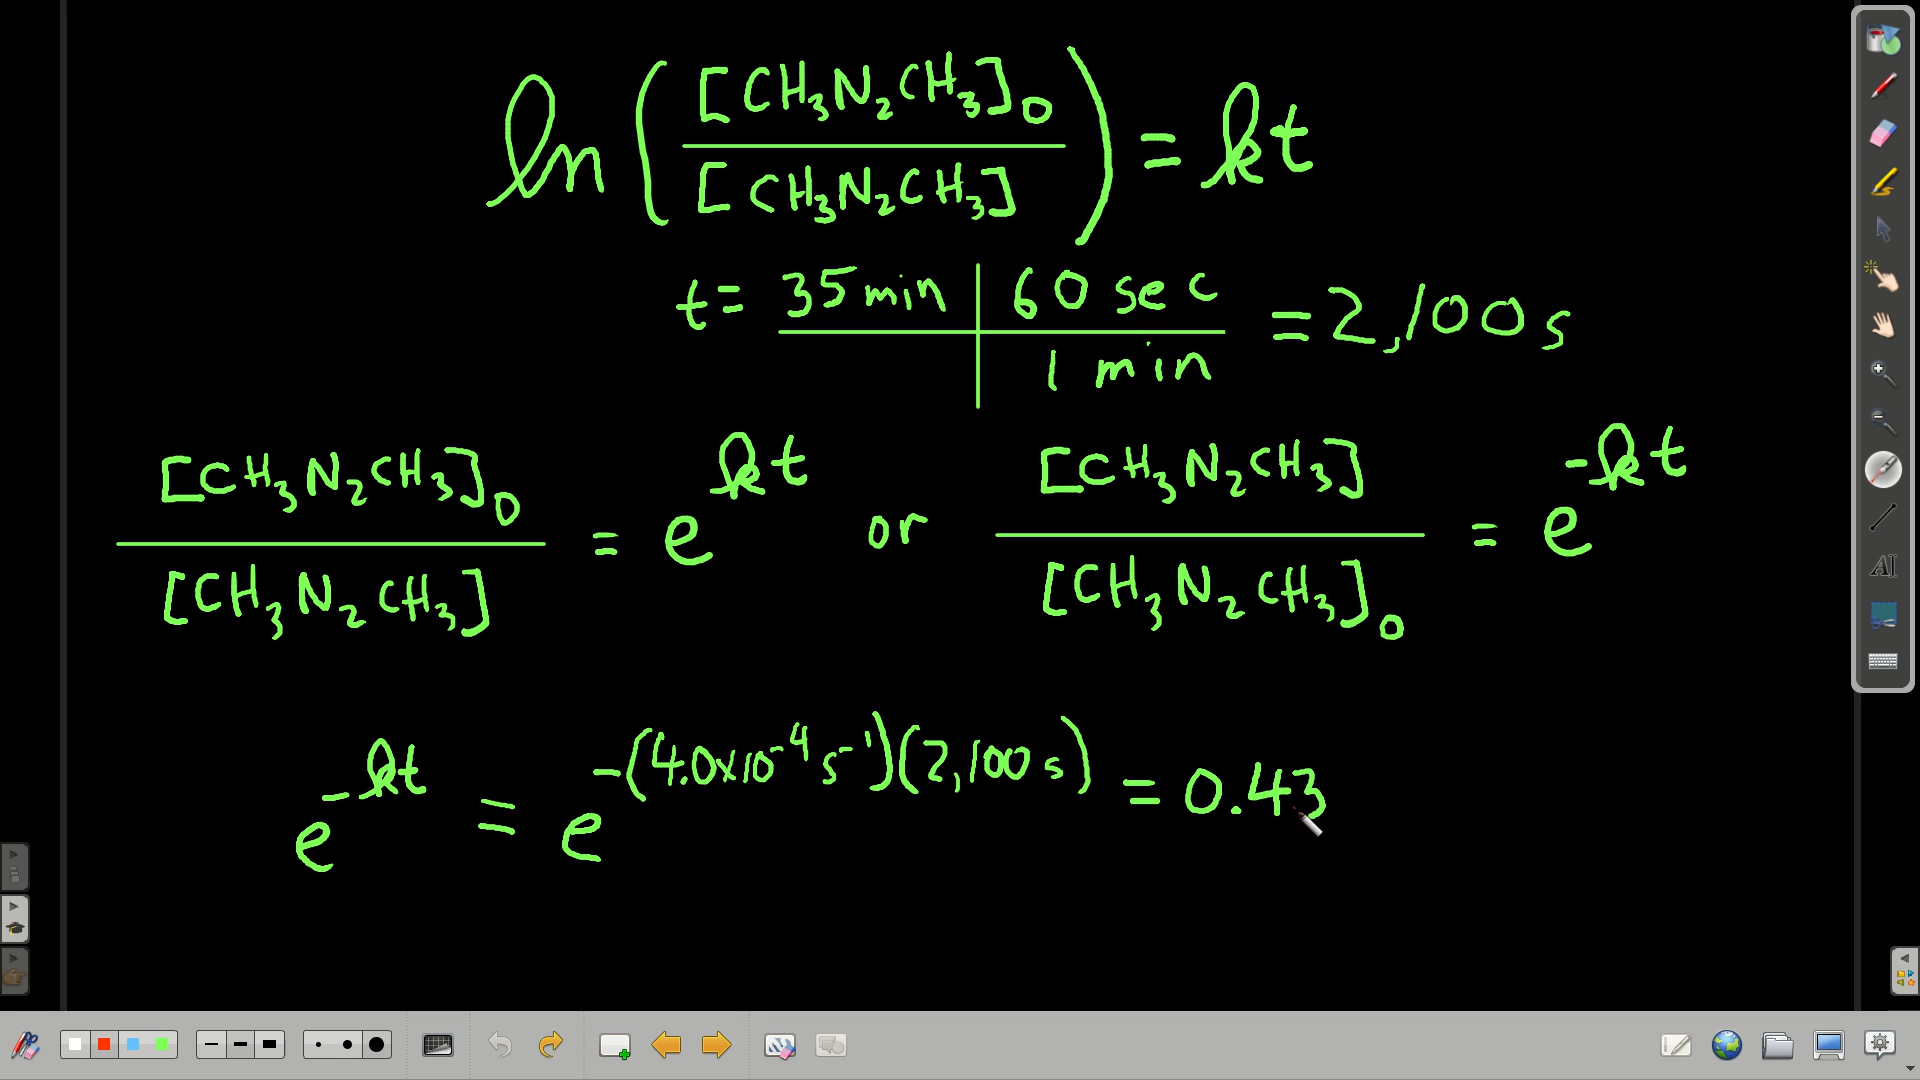 ln([CH₃N₂CH₃]₀ / [CH₃N₂CH₃]) = kt
t = 35 min | 60 sec / 1 min = 2,100 s
[CH₃N₂CH₃]₀ / [CH₃N₂CH₃] = e^kt or [CH₃N₂CH₃] / [CH₃N₂CH₃]₀ = e^-kt
e^-kt = e^-(4.0x10⁻⁴ s⁻¹)(2,100 s) = 0.43